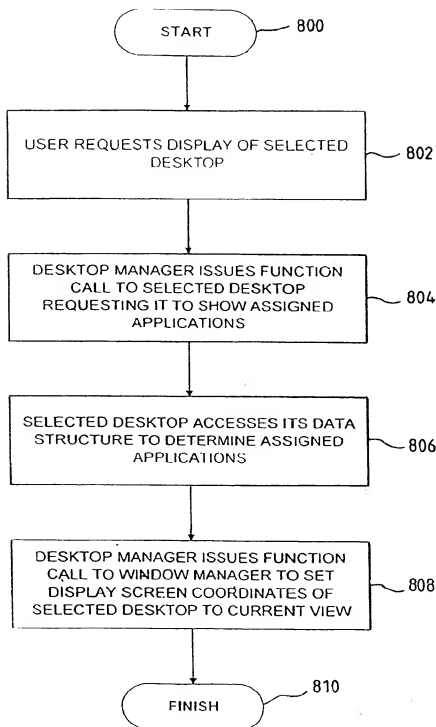 START
800
USER REQUESTS DISPLAY OF SELECTED
DESKTOP
802
DESKTOP MANAGER ISSUES FUNCTION
CALL TO SELECTED DESKTOP
REQUESTING IT TO SHOW ASSIGNED
APPLICATIONS
804
SELECTED DESKTOP ACCESSES ITS DATA
STRUCTURE TO DETERMINE ASSIGNED
APPLICATIONS
806
DESKTOP MANAGER ISSUES FUNCTION
CALL TO WINDOW MANAGER TO SET
DISPLAY SCREEN COORDINATES OF
SELECTED DESKTOP TO CURRENT VIEW
808
FINISH
810